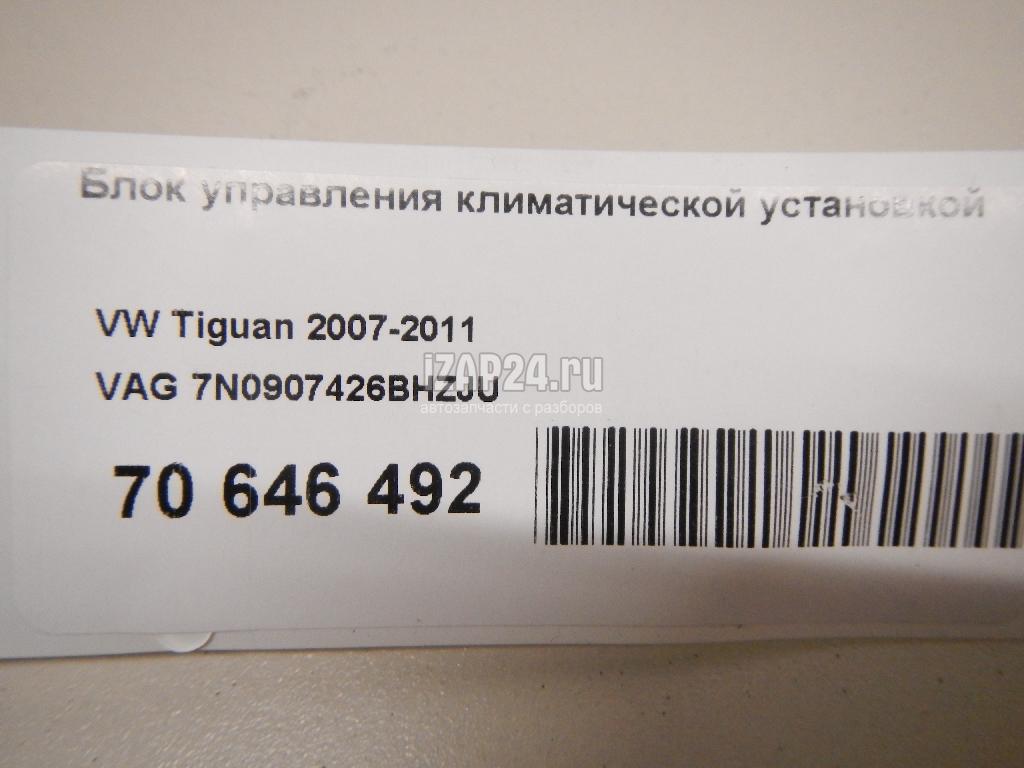 Блок управления климатической установкой
VW Tiguan 2007-2011
iZAP24.ru
VAG 7N0907426BHZJU
автозапчасти с разборов
70 646 492